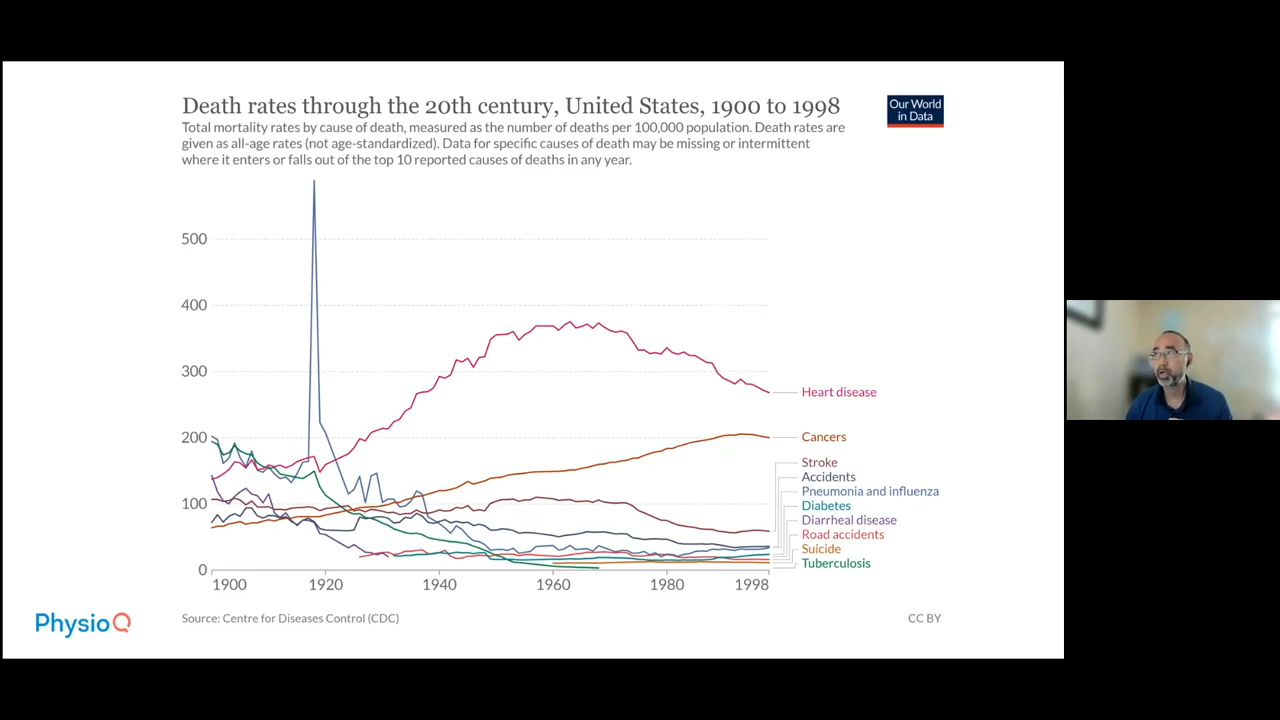 Death rates through the 20th century, United States, 1900 to 1998
Our World
in Data
Total mortality rates by cause of death, measured as the number of deaths per 100,000 population. Death rates are
given as all-age rates (not age-standardized). Data for specific causes of death may be missing or intermittent
where it enters or falls out of the top 10 reported causes of deaths in any year.
500
400
300
200
100
0
Heart disease
Cancers
Stroke
Accidents
Pneumonia and influenza
Diabetes
Diarrheal disease
Road accidents
Suicide
Tuberculosis
1900 1920 1940 1960 1980 1998
PhysioQ
Source: Centre for Diseases Control (CDC)
CC BY